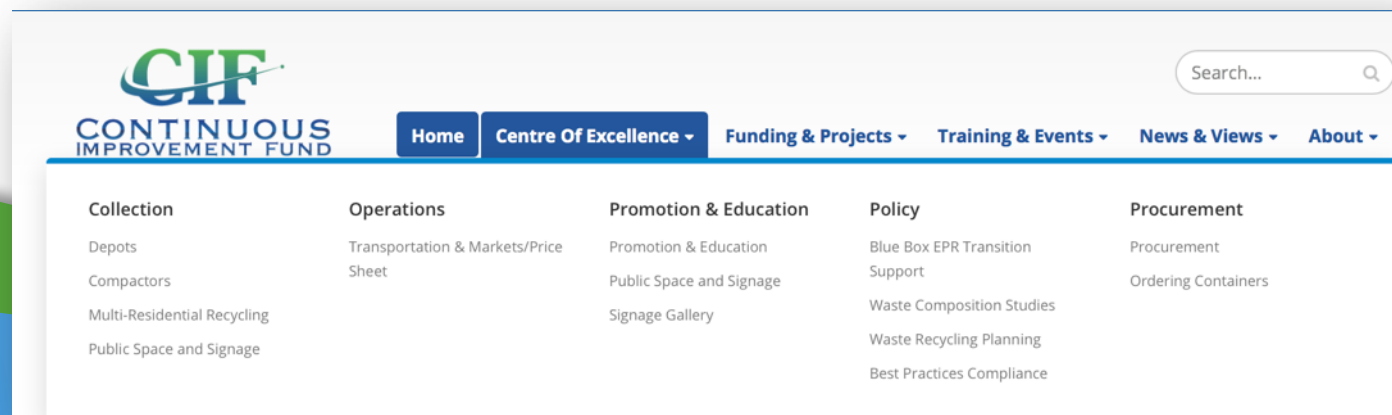 CIF
CONTINUOUS
IMPROVEMENT FUND
Search...
Home Centre Of Excellence Funding & Projects Training & Events News & Views About
Collection
Depots
Compactors
Multi-Residential Recycling
Public Space and Signage
Operations
Transportation & Markets/Price
Sheet
Promotion & Education
Promotion & Education
Public Space and Signage
Signage Gallery
Policy
Blue Box EPR Transition
Support
Waste Composition Studies
Waste Recycling Planning
Best Practices Compliance
Procurement
Procurement
Ordering Containers